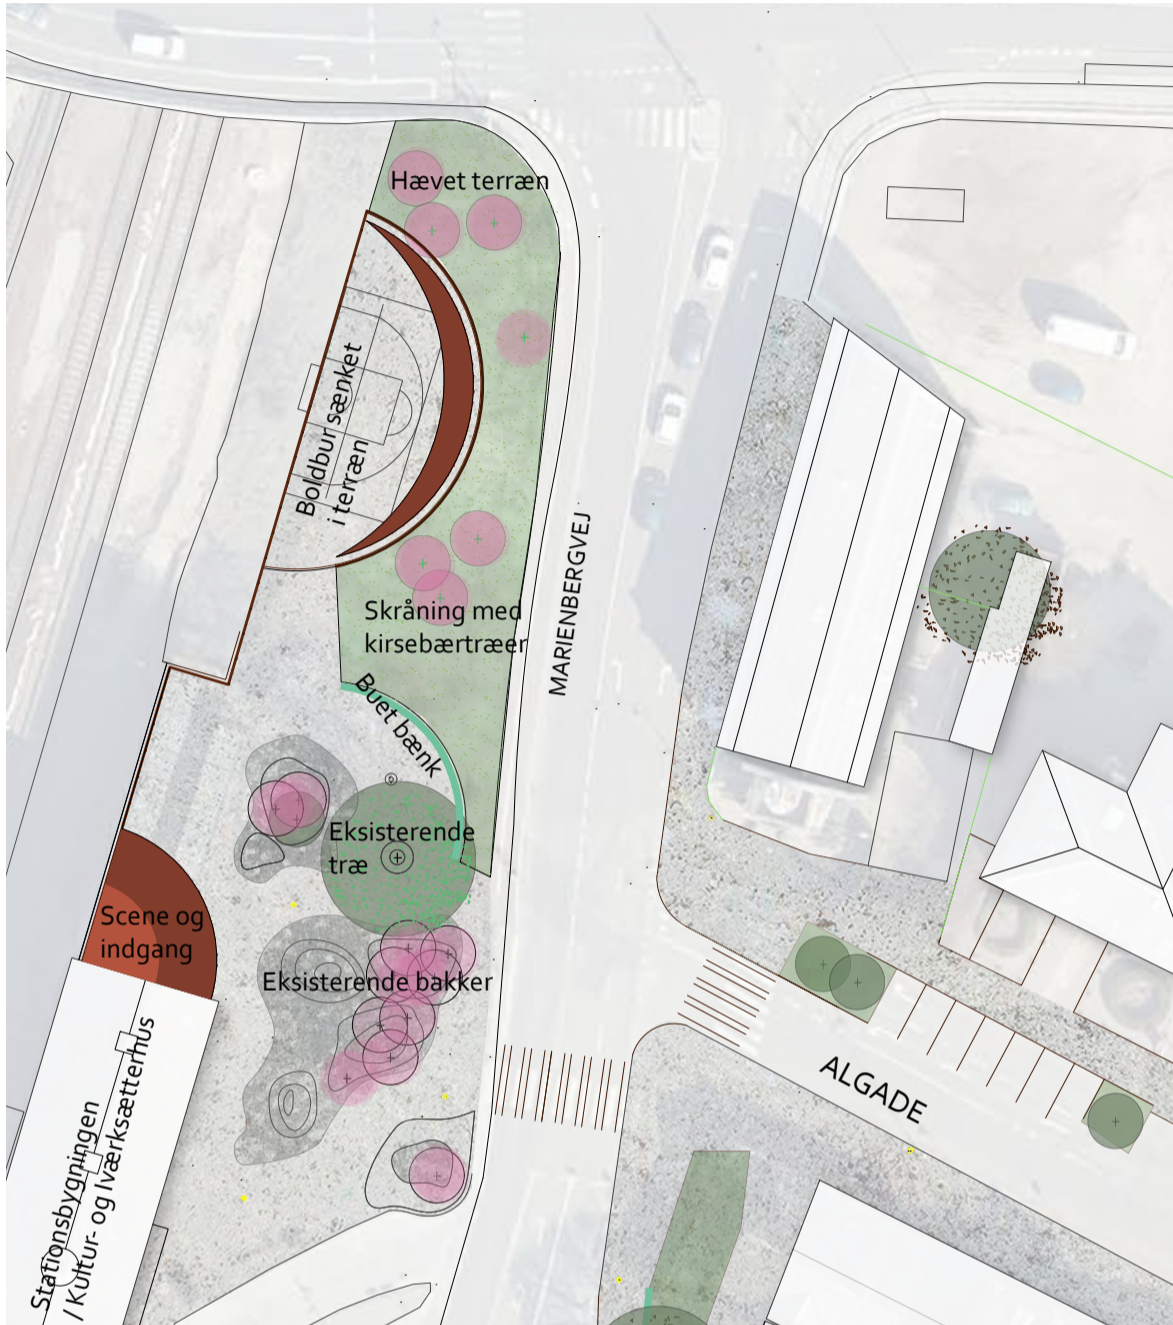 Hævet terræn
Boldbur sænket
i terræn
MARIENBERGVEJ
Skråning med
kirsebærtræer
Buet bænk
Eksisterende
træ
Scene og
indgang
Eksisterende bakker
ALGADE
Stationsbygningen
/ Kultur- og Iværksætterhus